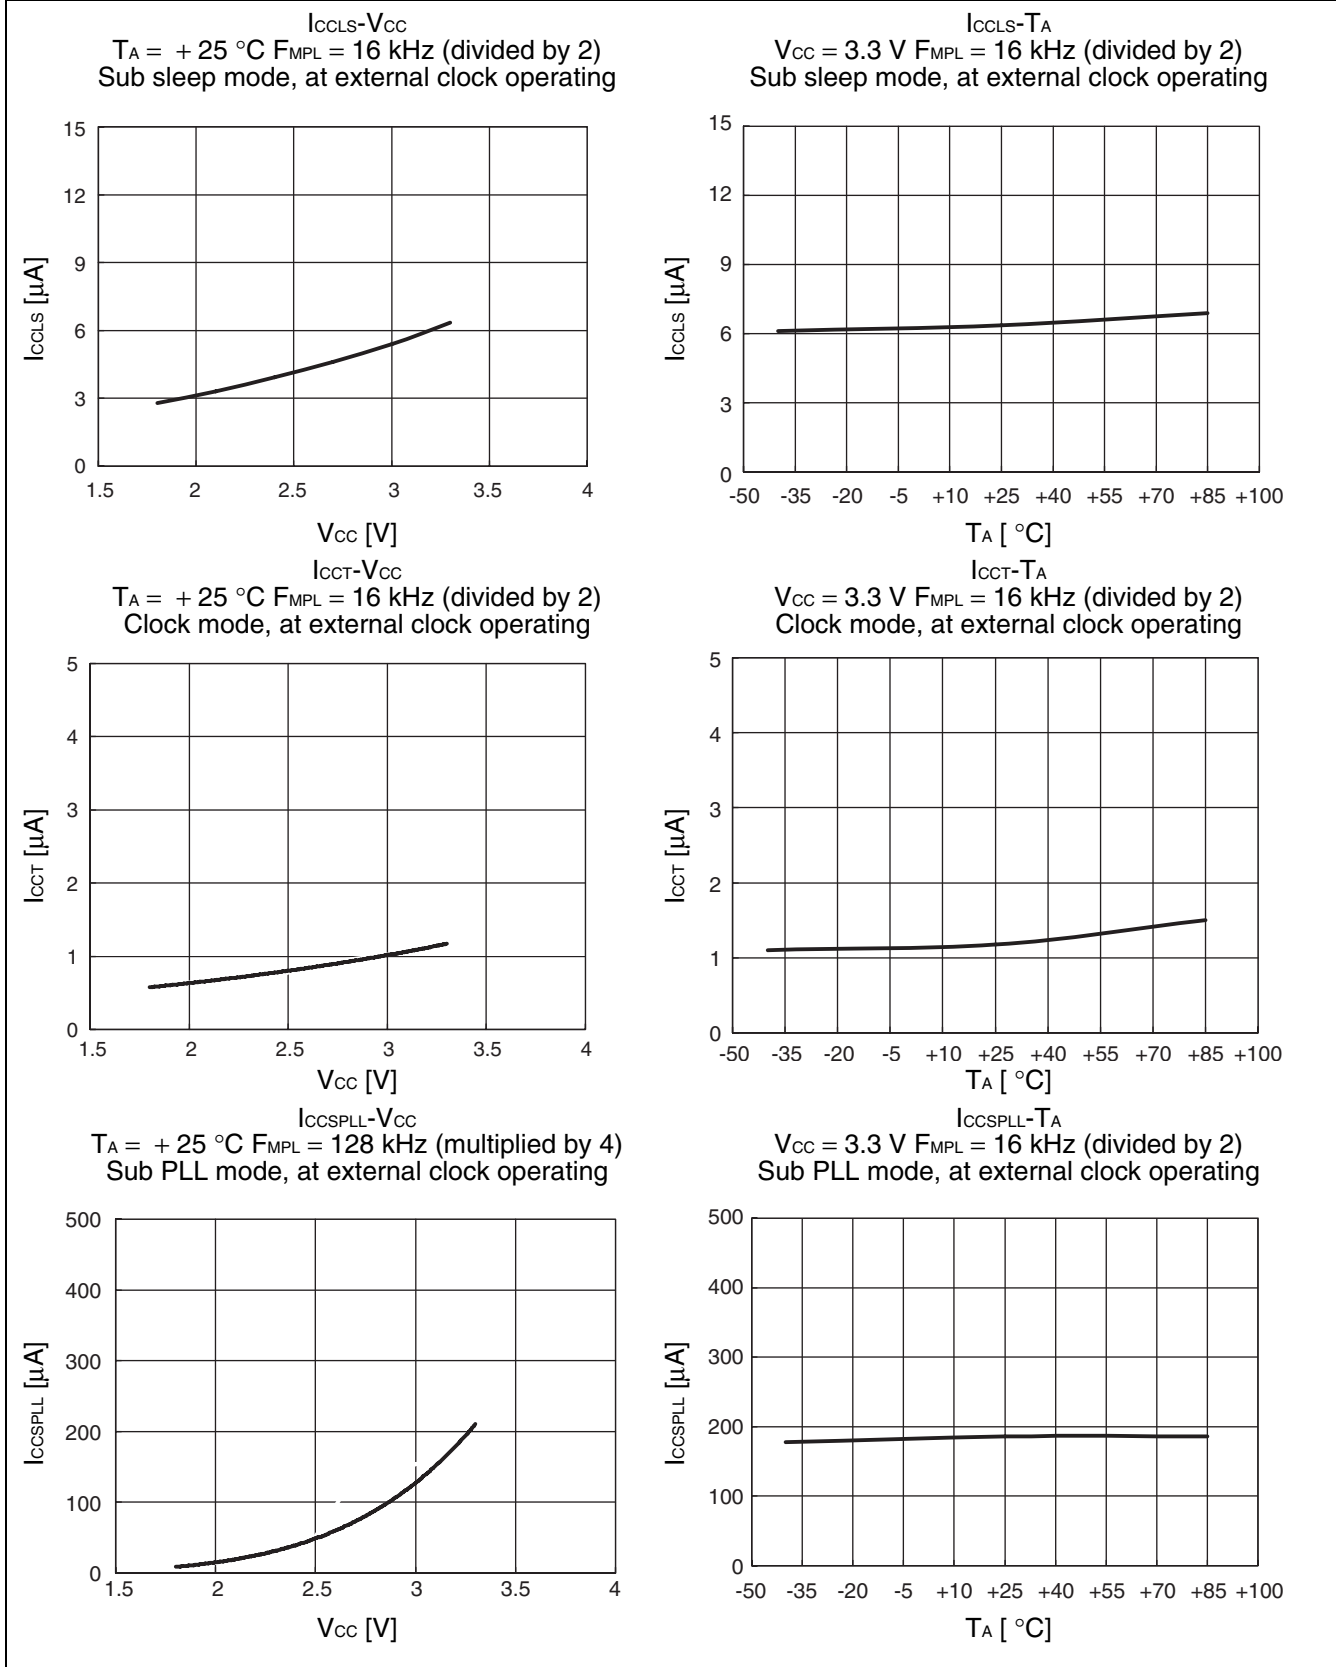 ICCLS-VCC
TA = + 25 °C FMPL = 16 kHz (divided by 2)
Sub sleep mode, at external clock operating
15
12
9
6
3
0
ICCLS [μA]
1.5 2 2.5 3 3.5 4
VCC [V]
ICCLS-TA
VCC = 3.3 V FMPL = 16 kHz (divided by 2)
Sub sleep mode, at external clock operating
15
12
9
6
3
0
ICCLS [μA]
-50 -35 -20 -5 +10 +25 +40 +55 +70 +85 +100
TA [ °C]
ICCT-VCC
TA = + 25 °C FMPL = 16 kHz (divided by 2)
Clock mode, at external clock operating
5
4
3
2
1
0
ICCT [μA]
1.5 2 2.5 3 3.5 4
VCC [V]
ICCT-TA
VCC = 3.3 V FMPL = 16 kHz (divided by 2)
Clock mode, at external clock operating
5
4
3
2
1
0
ICCT [μA]
-50 -35 -20 -5 +10 +25 +40 +55 +70 +85 +100
TA [ °C]
ICCSPLL-VCC
TA = + 25 °C FMPL = 128 kHz (multiplied by 4)
Sub PLL mode, at external clock operating
500
400
300
200
100
0
ICCSPLL [μA]
1.5 2 2.5 3 3.5 4
VCC [V]
ICCSPLL-TA
VCC = 3.3 V FMPL = 16 kHz (divided by 2)
Sub PLL mode, at external clock operating
500
400
300
200
100
0
ICCSPLL [μA]
-50 -35 -20 -5 +10 +25 +40 +55 +70 +85 +100
TA [ °C]